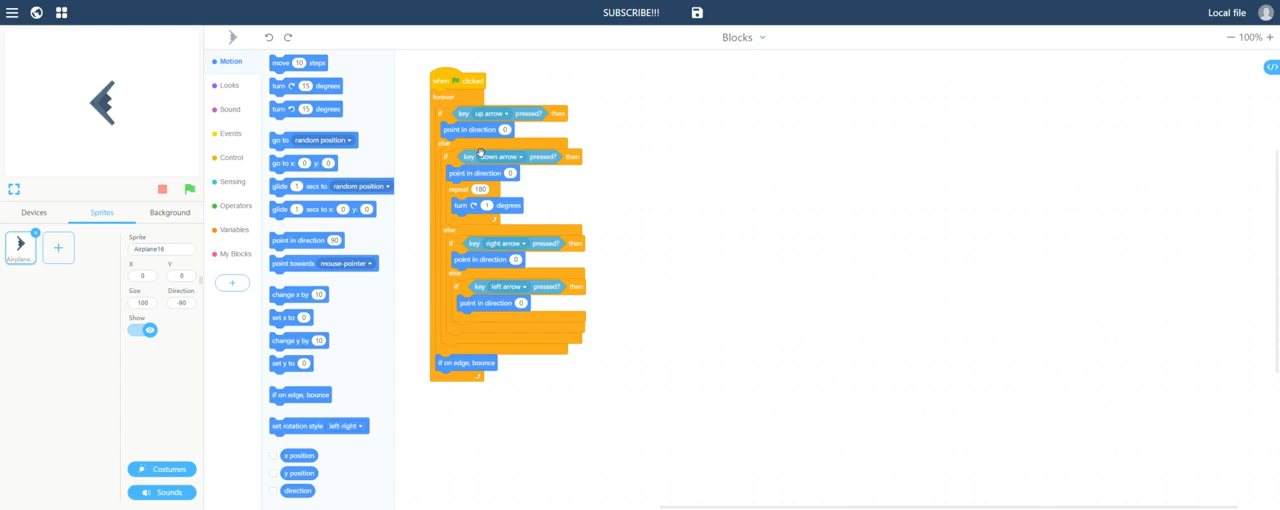 SUBSCRIBE!!!
Local file
Blocks
100%
Motion
Looks
Sound
Events
Control
Sensing
Operators
Variables
My Blocks
+
move 10 steps
turn 15 degrees
turn 15 degrees
go to random position
go to x: 0 y: 0
glide 1 secs to random position
glide 1 secs to x: 0 y: 0
point in direction 90
point towards mouse-pointer
change x by 10
set x to 0
change y by 10
set y to 0
if on edge, bounce
set rotation style left-right
x position
y position
direction
when clicked
forever
if key up arrow pressed? then
point in direction 0
else
if key down arrow pressed? then
point in direction 0
repeat 180
turn 1 degrees
else
if key right arrow pressed? then
point in direction 0
else
if key left arrow pressed? then
point in direction 0
if on edge, bounce
Devices
Sprites
Background
Airplane...
+
Sprite
Airplane16
X Y
0 0
Size Direction
100 -90
Show
Costumes
Sounds